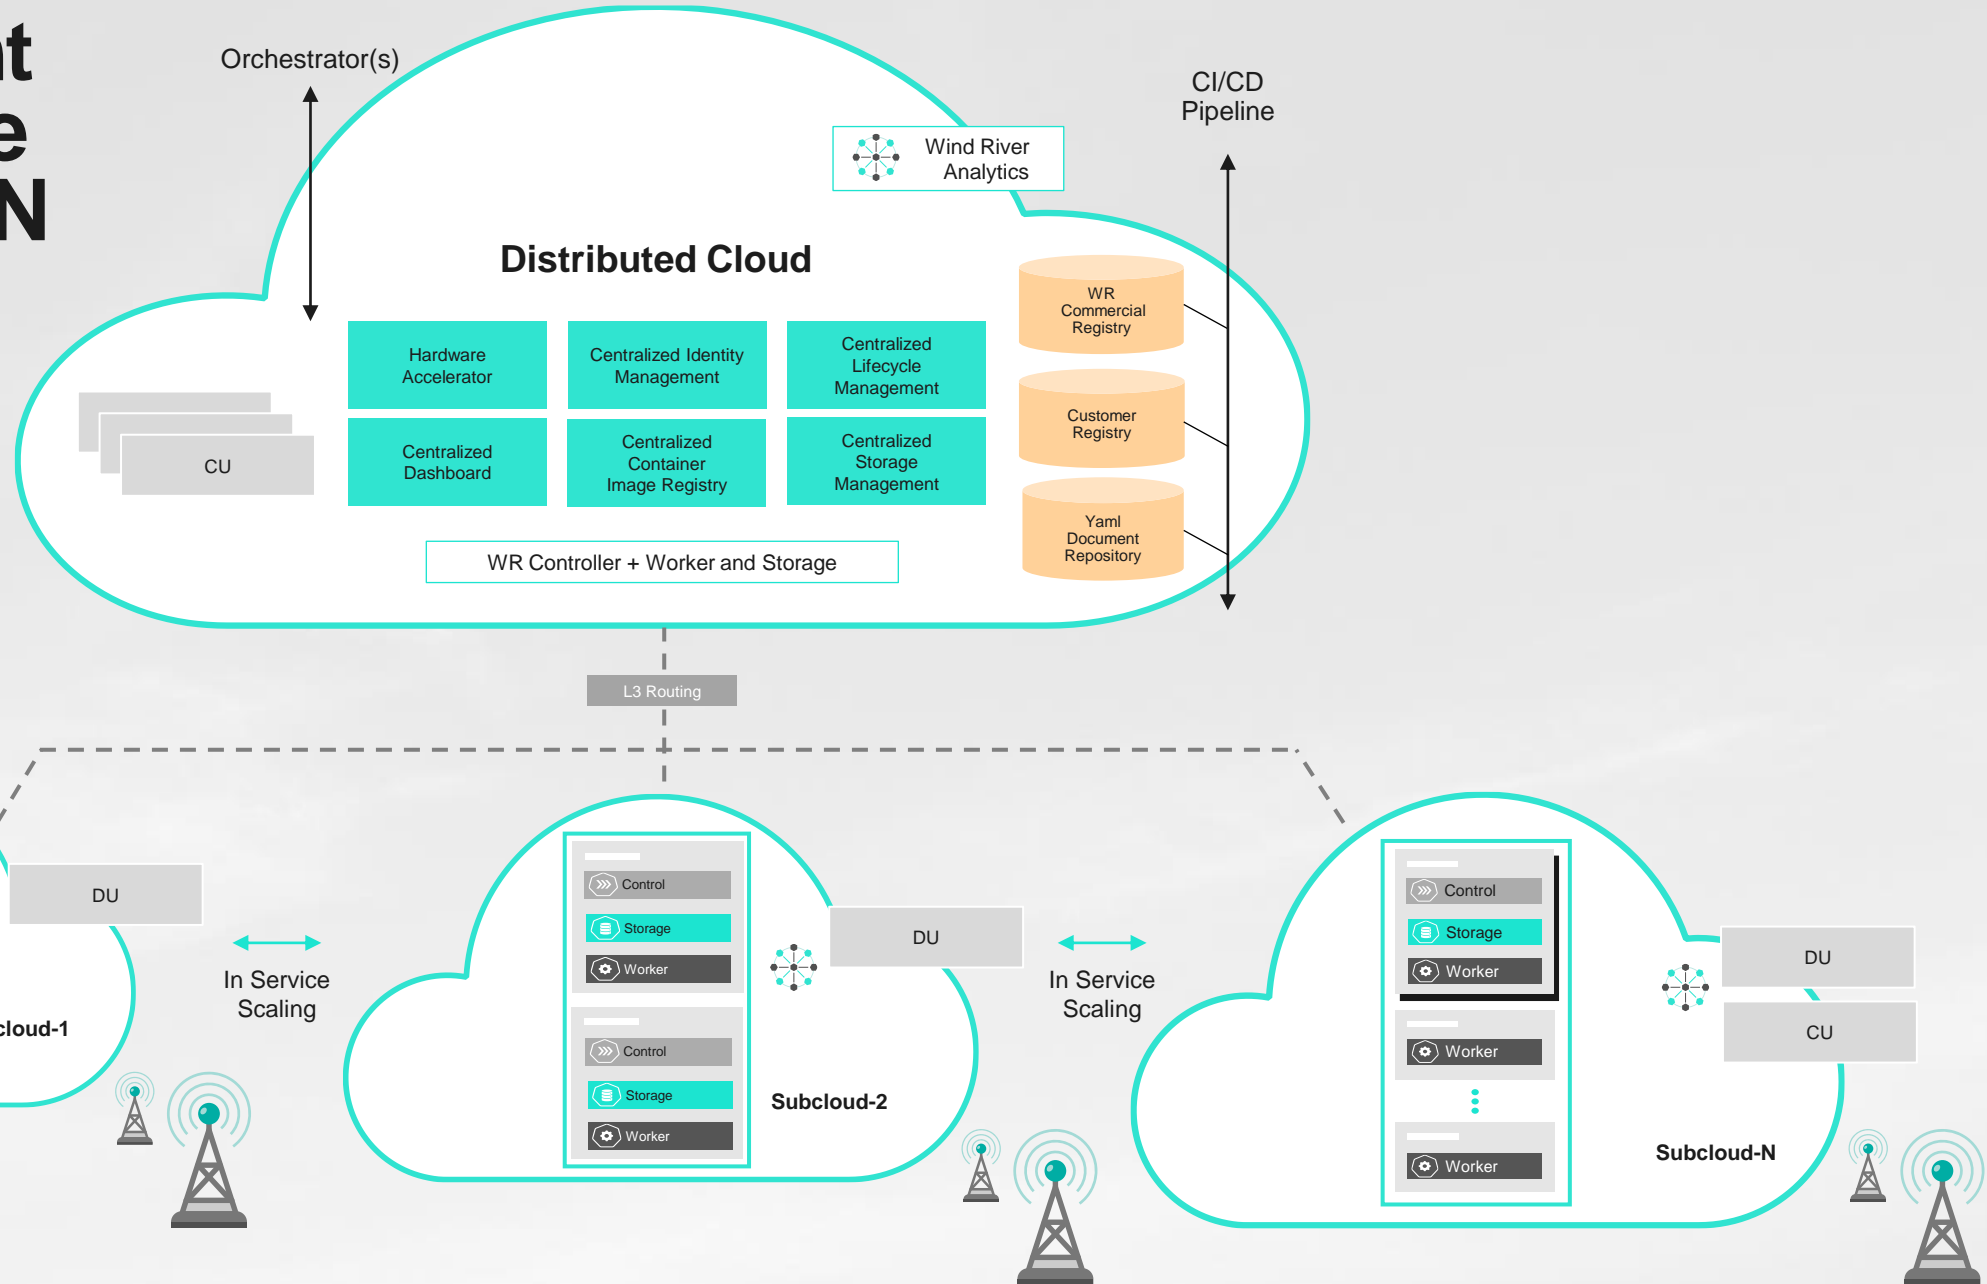 nt
e
N
Orchestrator(s)
CI/CD
Pipeline
Wind River
Analytics
Distributed Cloud
Hardware
Accelerator
Centralized Identity
Management
Centralized
Lifecycle
Management
Centralized
Dashboard
Centralized
Container
Image Registry
Centralized
Storage
Management
WR
Commercial
Registry
Customer
Registry
Yaml
Document
Repository
CU
WR Controller + Worker and Storage
L3 Routing
DU
cloud-1
In Service
Scaling
Control
Storage
Worker
Control
Storage
Worker
DU
Subcloud-2
In Service
Scaling
Control
Storage
Worker
Worker
Worker
DU
CU
Subcloud-N